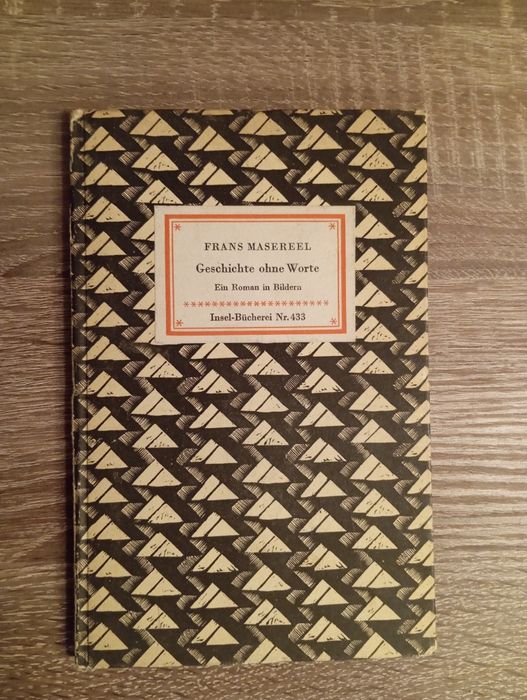 FRANS MASEREEL
Geschichte ohne Worte
Ein Roman in Bildern
Insel-Bücherei Nr. 433